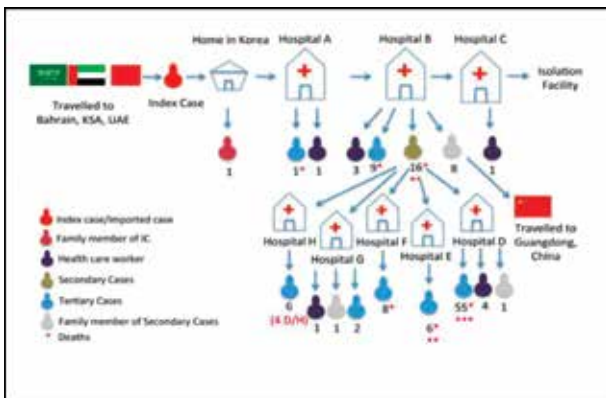 Home in Korea
Hospital A
Hospital B
Hospital C
Travelled to
Bahrain, KSA, UAE
Index Case
Isolation
Facility
1
1*
1
3
9*
16*
**
8
1
Index case/Imported case
Family member of IC
Health care worker
Secondary Cases
Tertiary Cases
Family member of Secondary Cases
* Deaths
Hospital H
Hospital G
Hospital F
Hospital E
Hospital D
Travelled to
Guangdong,
China
6
(4 D/H)
1
1
2
8*
6*
**
55*
***
4
1